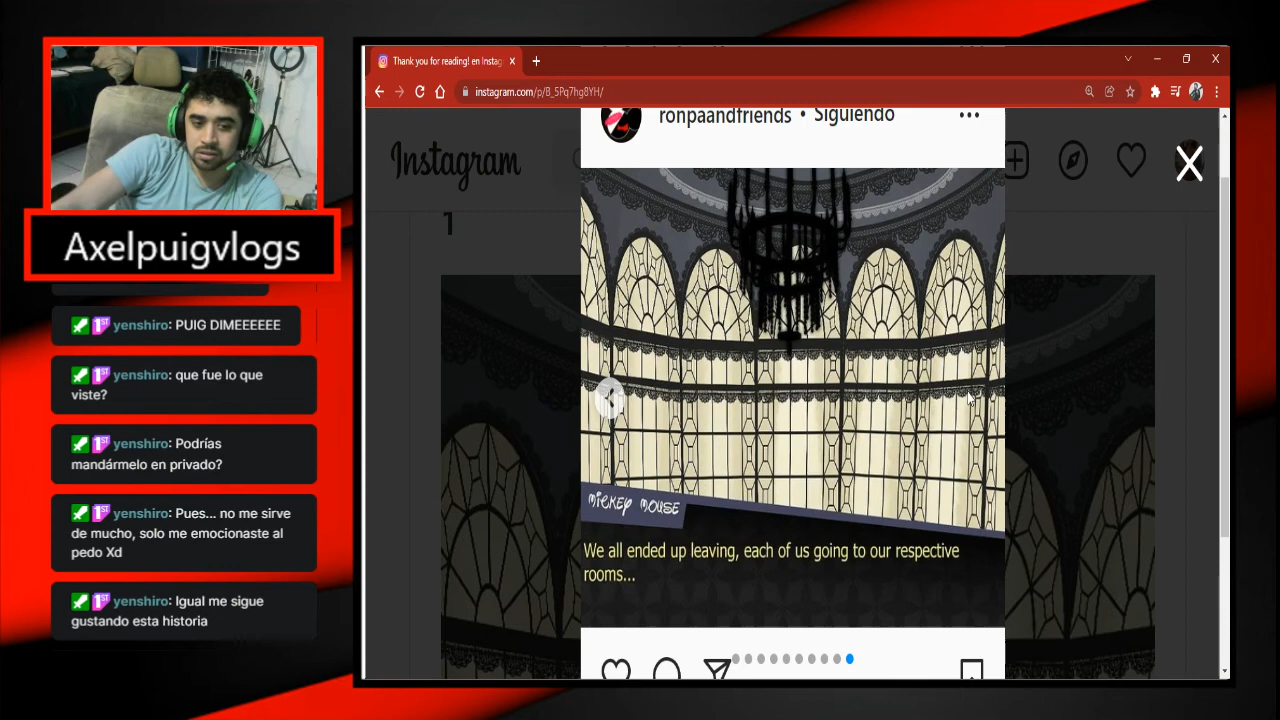 Axelpuigvlogs
yenshiro: PUIG DIMEEEEEE
yenshiro: que fue lo que
viste?
yenshiro: Podrías
mandármelo en privado?
yenshiro: Pues... no me sirve
de mucho, solo me emocionaste al
pedo Xd
yenshiro: Igual me sigue
gustando esta historia
Thank you for reading! en Instag
instagram.com/p/B_5Pq7hg8YH/
Instagram
ronpaandfriends • Siguiendo
1
MICKEY MOUSE
We all ended up leaving, each of us going to our respective
rooms...